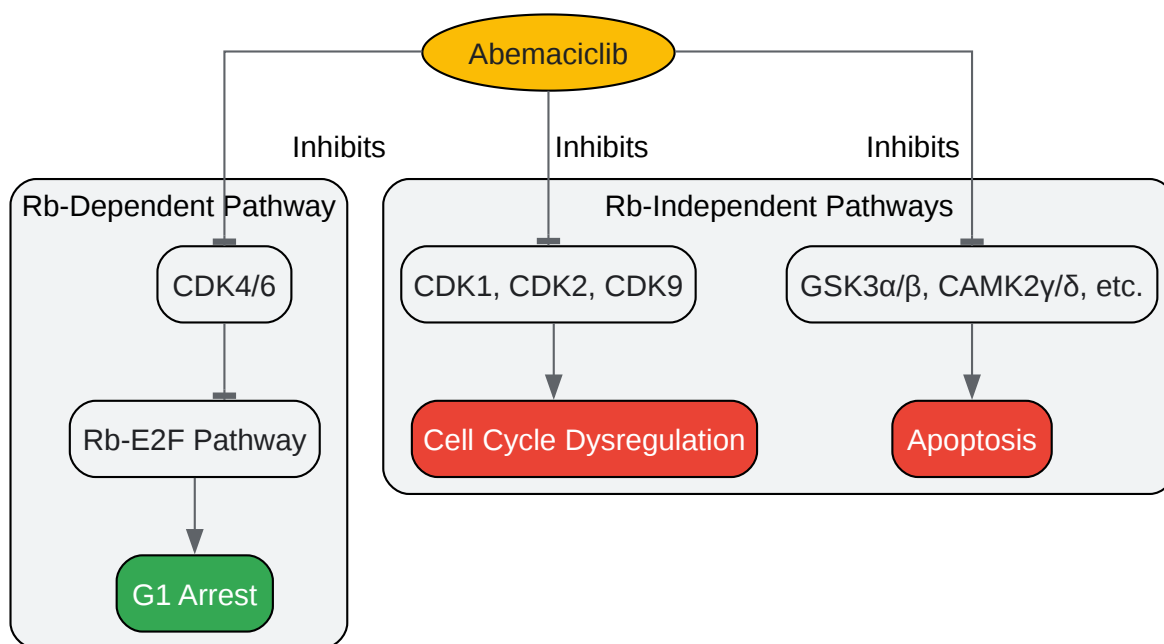 Abemaciclib
Inhibits
Inhibits
Inhibits
Rb-Dependent Pathway
Rb-Independent Pathways
CDK4/6
CDK1, CDK2, CDK9
GSK3α/β, CAMK2γ/δ, etc.
Rb-E2F Pathway
Cell Cycle Dysregulation
Apoptosis
G1 Arrest